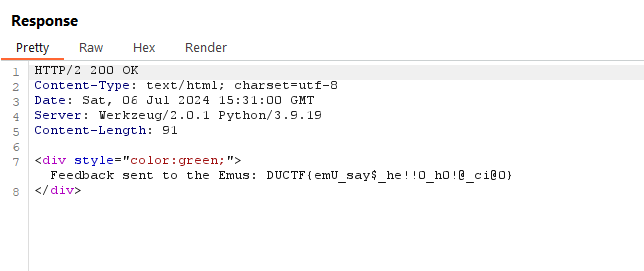 Response
Pretty Raw Hex Render
1 HTTP/2 200 OK
2 Content-Type: text/html; charset=utf-8
3 Date: Sat, 06 Jul 2024 15:31:00 GMT
4 Server: Werkzeug/2.0.1 Python/3.9.19
5 Content-Length: 91
6
7 <div style="color:green;">
Feedback sent to the Emus: DUCTF{emU_say$_he!!O_h0!@_ci@O}
8 </div>